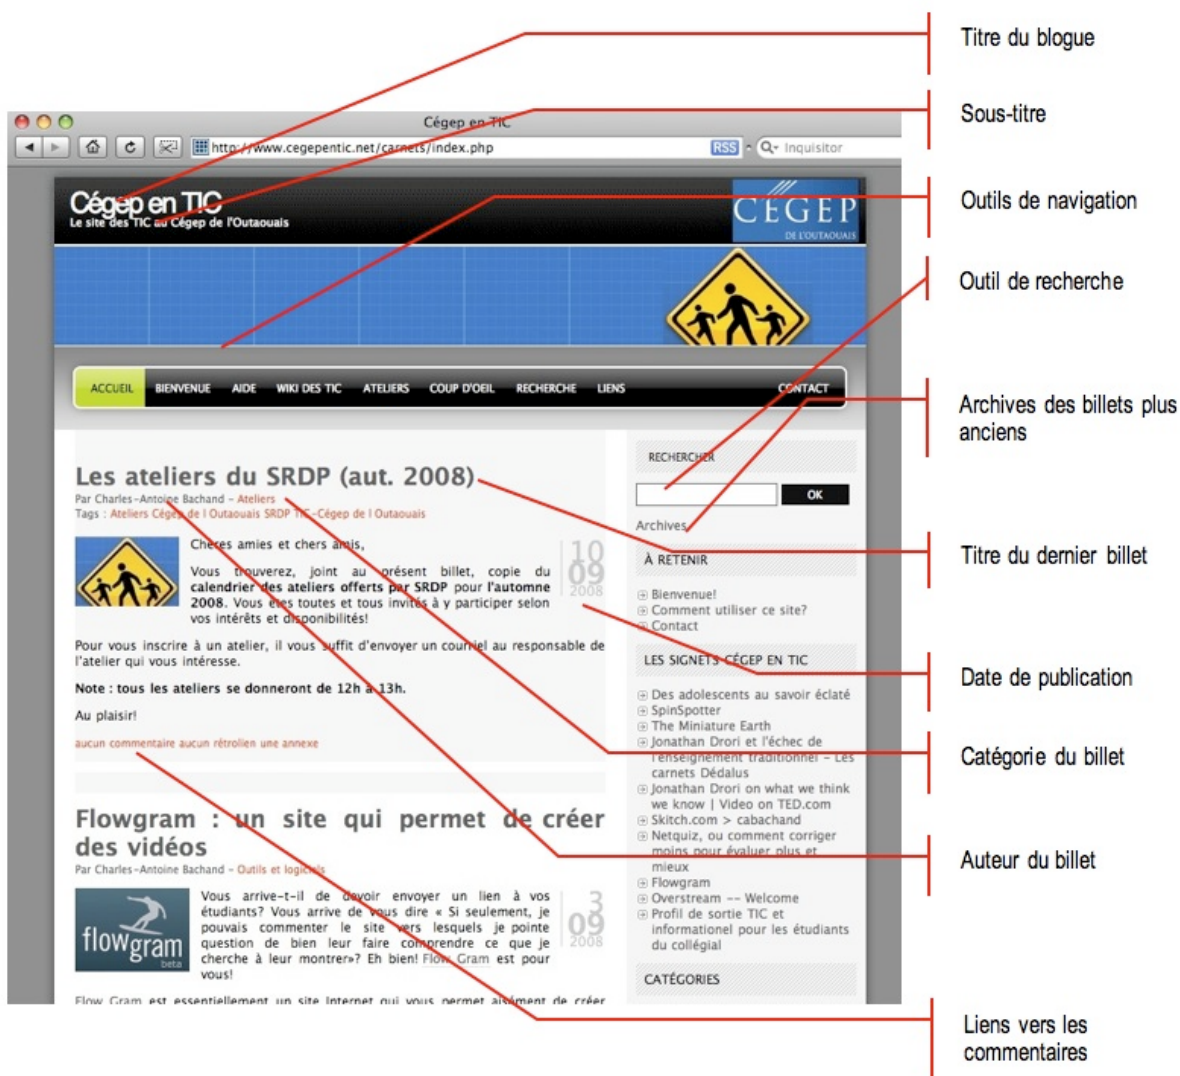 Titre du blogue
Sous-titre
Outils de navigation
Outil de recherche
Archives des billets plus
anciens
Titre du dernier billet
Date de publication
Catégorie du billet
Auteur du billet
Liens vers les
commentaires
Cégep en TIC
http://www.cegepentic.net/carnets/index.php
RSS
Inquisitor
Cégep en TIC
Le site des TIC au Cégep de l'Outaouais
CÉGEP
DE L'OUTAOUAIS
ACCUEIL BIENVENUE AIDE WIKI DES TIC ATELIERS COUP D'OEIL RECHERCHE LIENS CONTACT
Les ateliers du SRDP (aut. 2008)
Par Charles-Antoine Bachand - Ateliers
Tags : Ateliers Cégep de l Outaouais SRDP TIC-Cégep de l Outaouais
Chères amies et chers amis,
Vous trouverez, joint au présent billet, copie du
calendrier des ateliers offerts par SRDP pour l'automne
2008. Vous êtes toutes et tous invités à y participer selon
vos intérêts et disponibilités!
10
09
2008
Pour vous inscrire à un atelier, il vous suffit d'envoyer un courriel au responsable de
l'atelier qui vous intéresse.
Note : tous les ateliers se donneront de 12h à 13h.
Au plaisir!
aucun commentaire aucun rétrolien une annexe
Flowgram : un site qui permet de créer
des vidéos
Par Charles-Antoine Bachand - Outils et logiciels
flowgram
beta
Vous arrive-t-il de devoir envoyer un lien à vos
étudiants? Vous arrive de vous dire « Si seulement, je
pouvais commenter le site vers lesquels je pointe
question de bien leur faire comprendre ce que je
cherche à leur montrer»? Eh bien! Flow Gram est pour
vous!
3
09
2008
Flow Gram est essentiellement un site Internet qui vous permet aisément de créer
RECHERCHER
OK
Archives
À RETENIR
Bienvenue!
Comment utiliser ce site?
Contact
LES SIGNETS CÉGEP EN TIC
Des adolescents au savoir éclaté
SpinSpotter
The Miniature Earth
Jonathan Drori et l'échec de
l'enseignement traditionnel - Les
carnets Dédalus
Jonathan Drori on what we think
we know | Video on TED.com
Skitch.com > cabachand
Netquiz, ou comment corriger
moins pour évaluer plus et
mieux
Flowgram
Overstream -- Welcome
Profil de sortie TIC et
informationel pour les étudiants
du collégial
CATÉGORIES